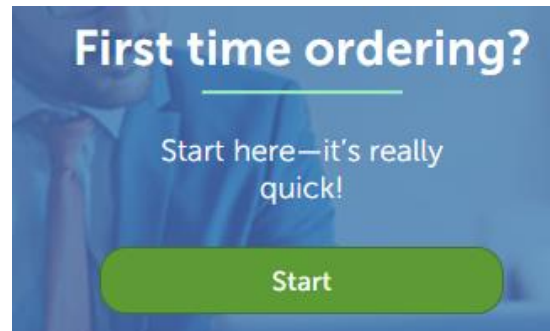 First time ordering?
Start here—it's really
quick!
Start